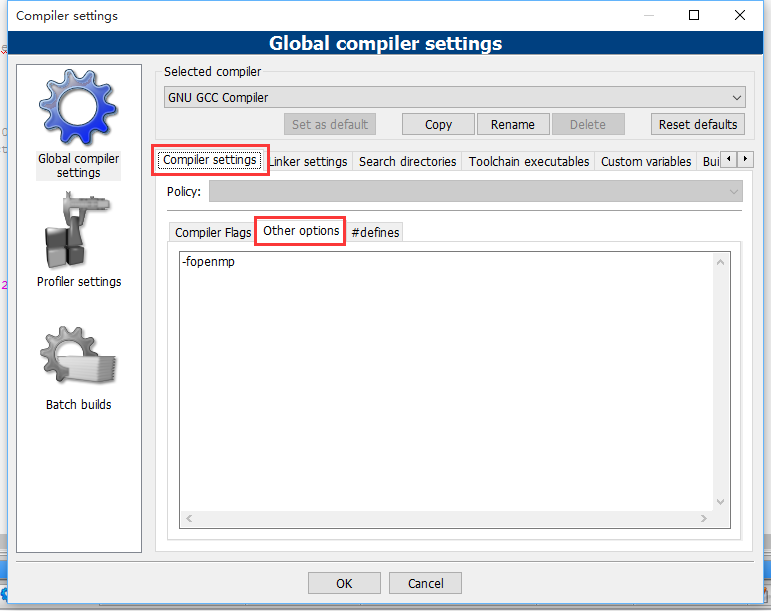 Compiler settings
Global compiler settings
Global compiler
settings
Profiler settings
Batch builds
Selected compiler
GNU GCC Compiler
Set as default Copy Rename Delete Reset defaults
Compiler settings Linker settings Search directories Toolchain executables Custom variables Bui
Policy:
Compiler Flags Other options #defines
-fopenmp
OK Cancel